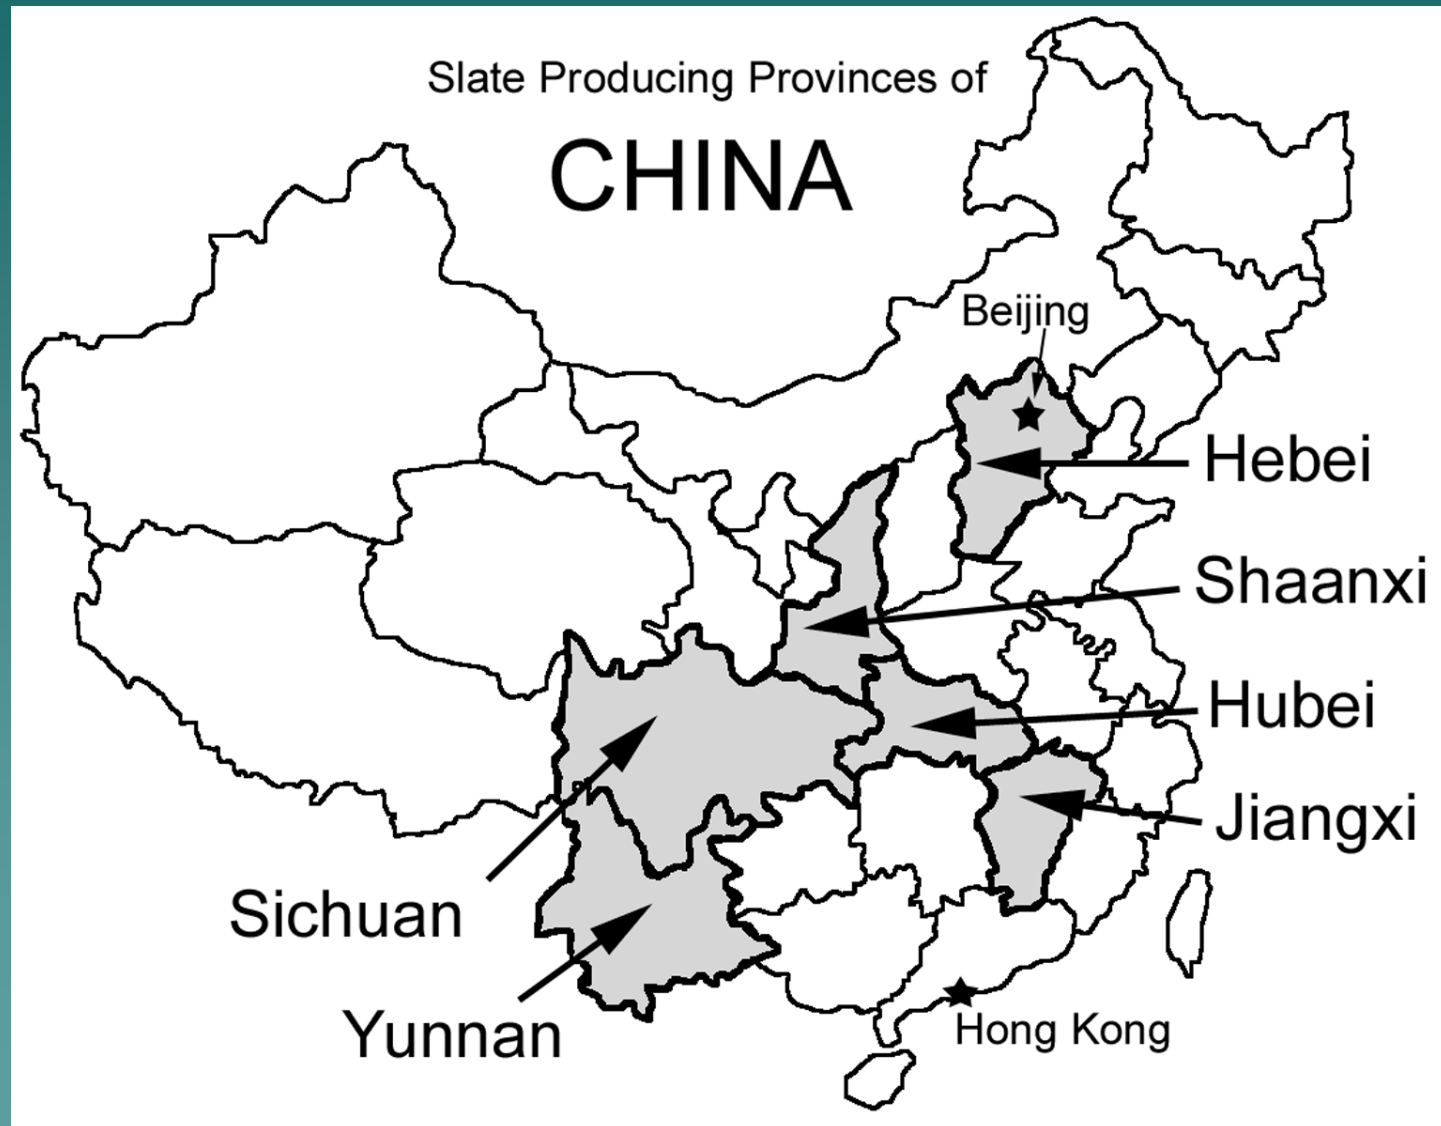 Slate Producing Provinces of
CHINA
Beijing
Hebei
Shaanxi
Hubei
Jiangxi
Sichuan
Yunnan
Hong Kong